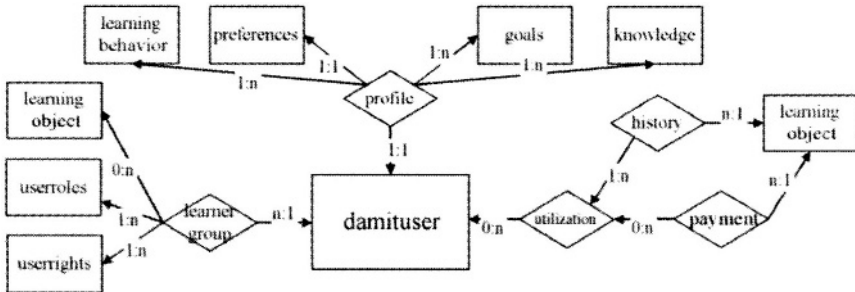 learning
behavior
preferences
goals
knowledge
1:n
1:1
1:n
1:n
profile
learning
object
history
n:1
learning
object
1:1
0:n
userroles
1:n
1:n
learner
group
n:1
damituser
0:n
utilization
0:n
payment
n:1
1:n
userrights